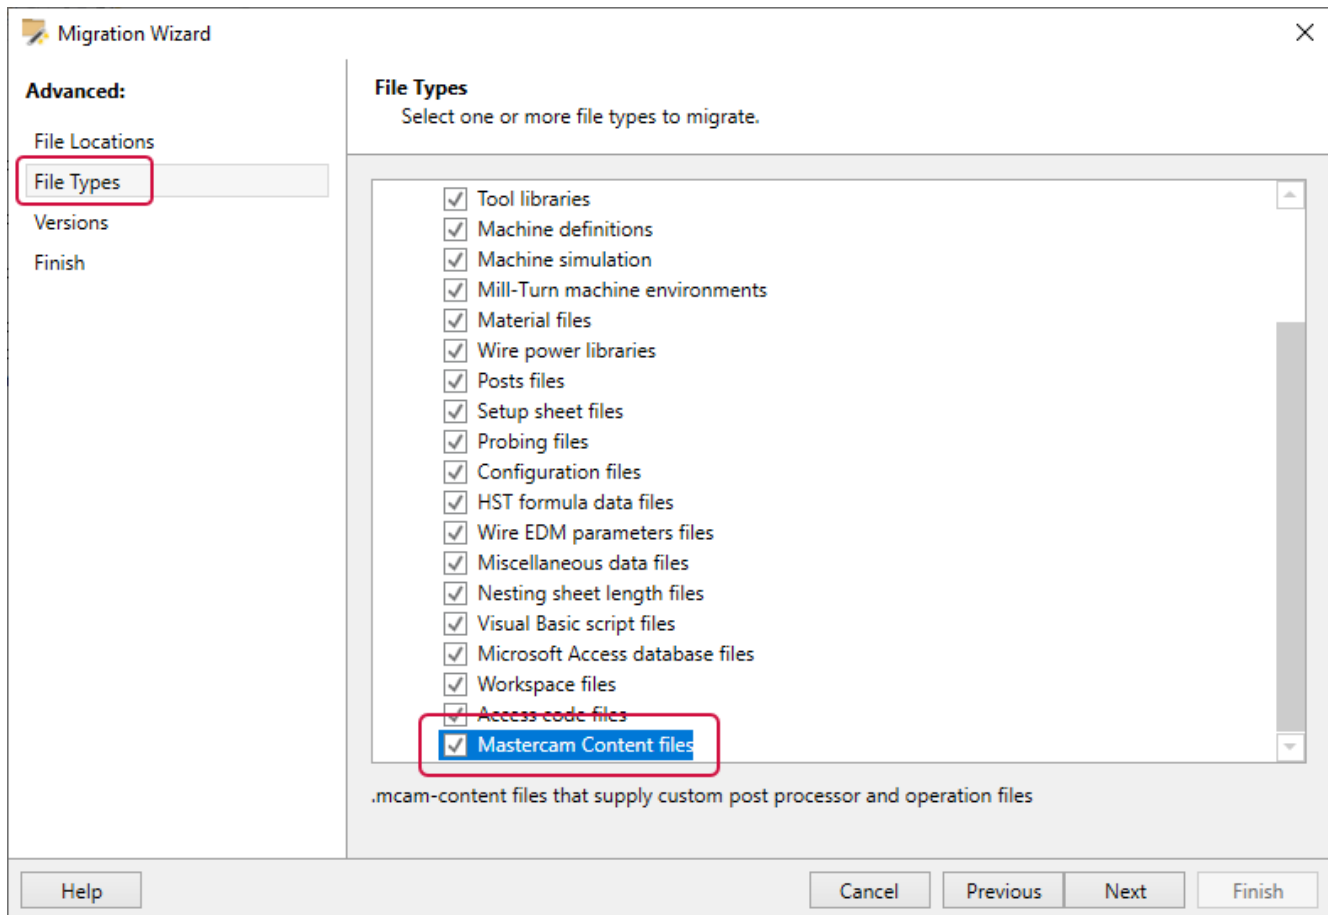 Migration Wizard
Advanced:
File Locations
File Types
Versions
Finish
File Types
Select one or more file types to migrate.
Tool libraries
Machine definitions
Machine simulation
Mill-Turn machine environments
Material files
Wire power libraries
Posts files
Setup sheet files
Probing files
Configuration files
HST formula data files
Wire EDM parameters files
Miscellaneous data files
Nesting sheet length files
Visual Basic script files
Microsoft Access database files
Workspace files
Access code files
Mastercam Content files
.mcam-content files that supply custom post processor and operation files
Help
Cancel
Previous
Next
Finish